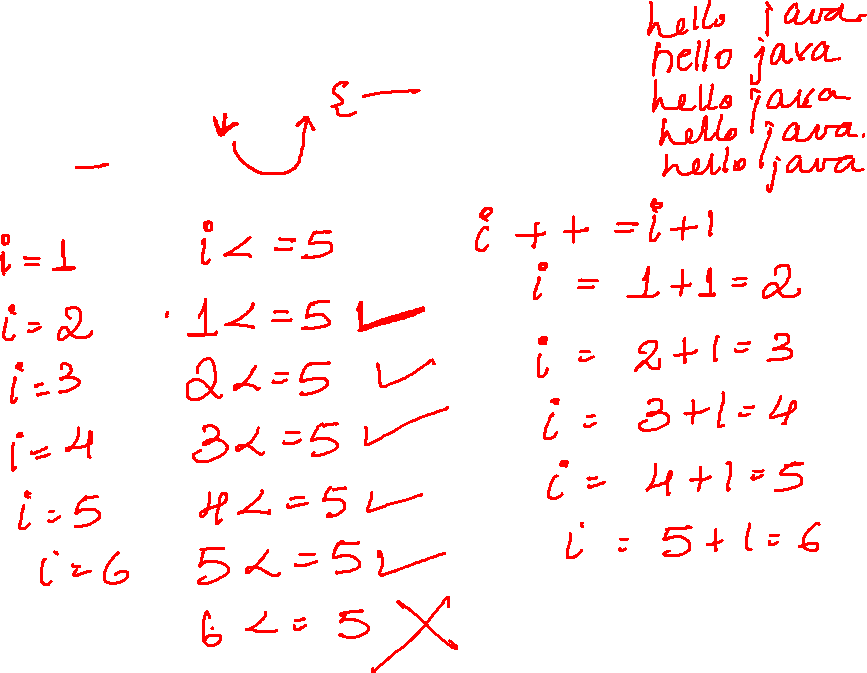 hello java.
hello java
hello java
hello java.
hello java
{
i=1 i<=5 i++ =i+1
i = 1+1=2
i=2 1<=5
i=3 2<=5 i = 2+1=3
i=4 3<=5 i = 3+1=4
i=5 4<=5 i= 4+1=5
i=6 5<=5 i = 5+1=6
6<=5